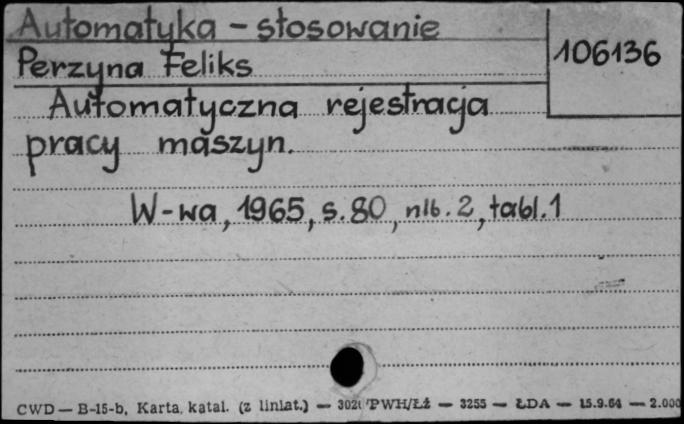 Automatyka - stosowanie
106136
Perzyna Feliks
Automatyczna rejestracja
pracy maszyn.
W-wa, 1965, s. 80, nlb. 2, tabl. 1
CWD — B-15-b, Karta katal. (z liniat.) — PWH/Łż — 3255 — ŁDA — 15.9.64 — 2.000